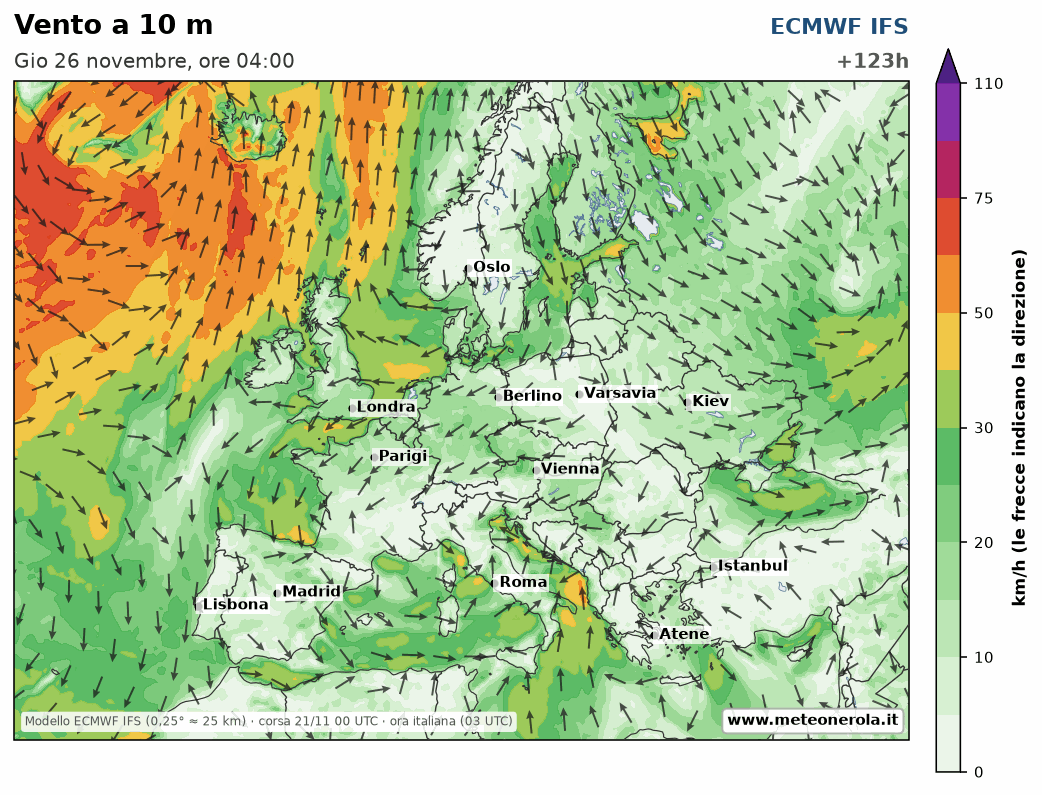 Vento a 10 m
ECMWF IFS
Gio 26 novembre, ore 04:00
+123h
110
75
50
30
20
10
0
km/h (le frecce indicano la direzione)
Oslo
Berlino
Varsavia
Kiev
Londra
Parigi
Vienna
Istanbul
Roma
Madrid
Lisbona
Atene
Modello ECMWF IFS (0,25° ≈ 25 km) · corsa 21/11 00 UTC · ora italiana (03 UTC)
www.meteonerola.it